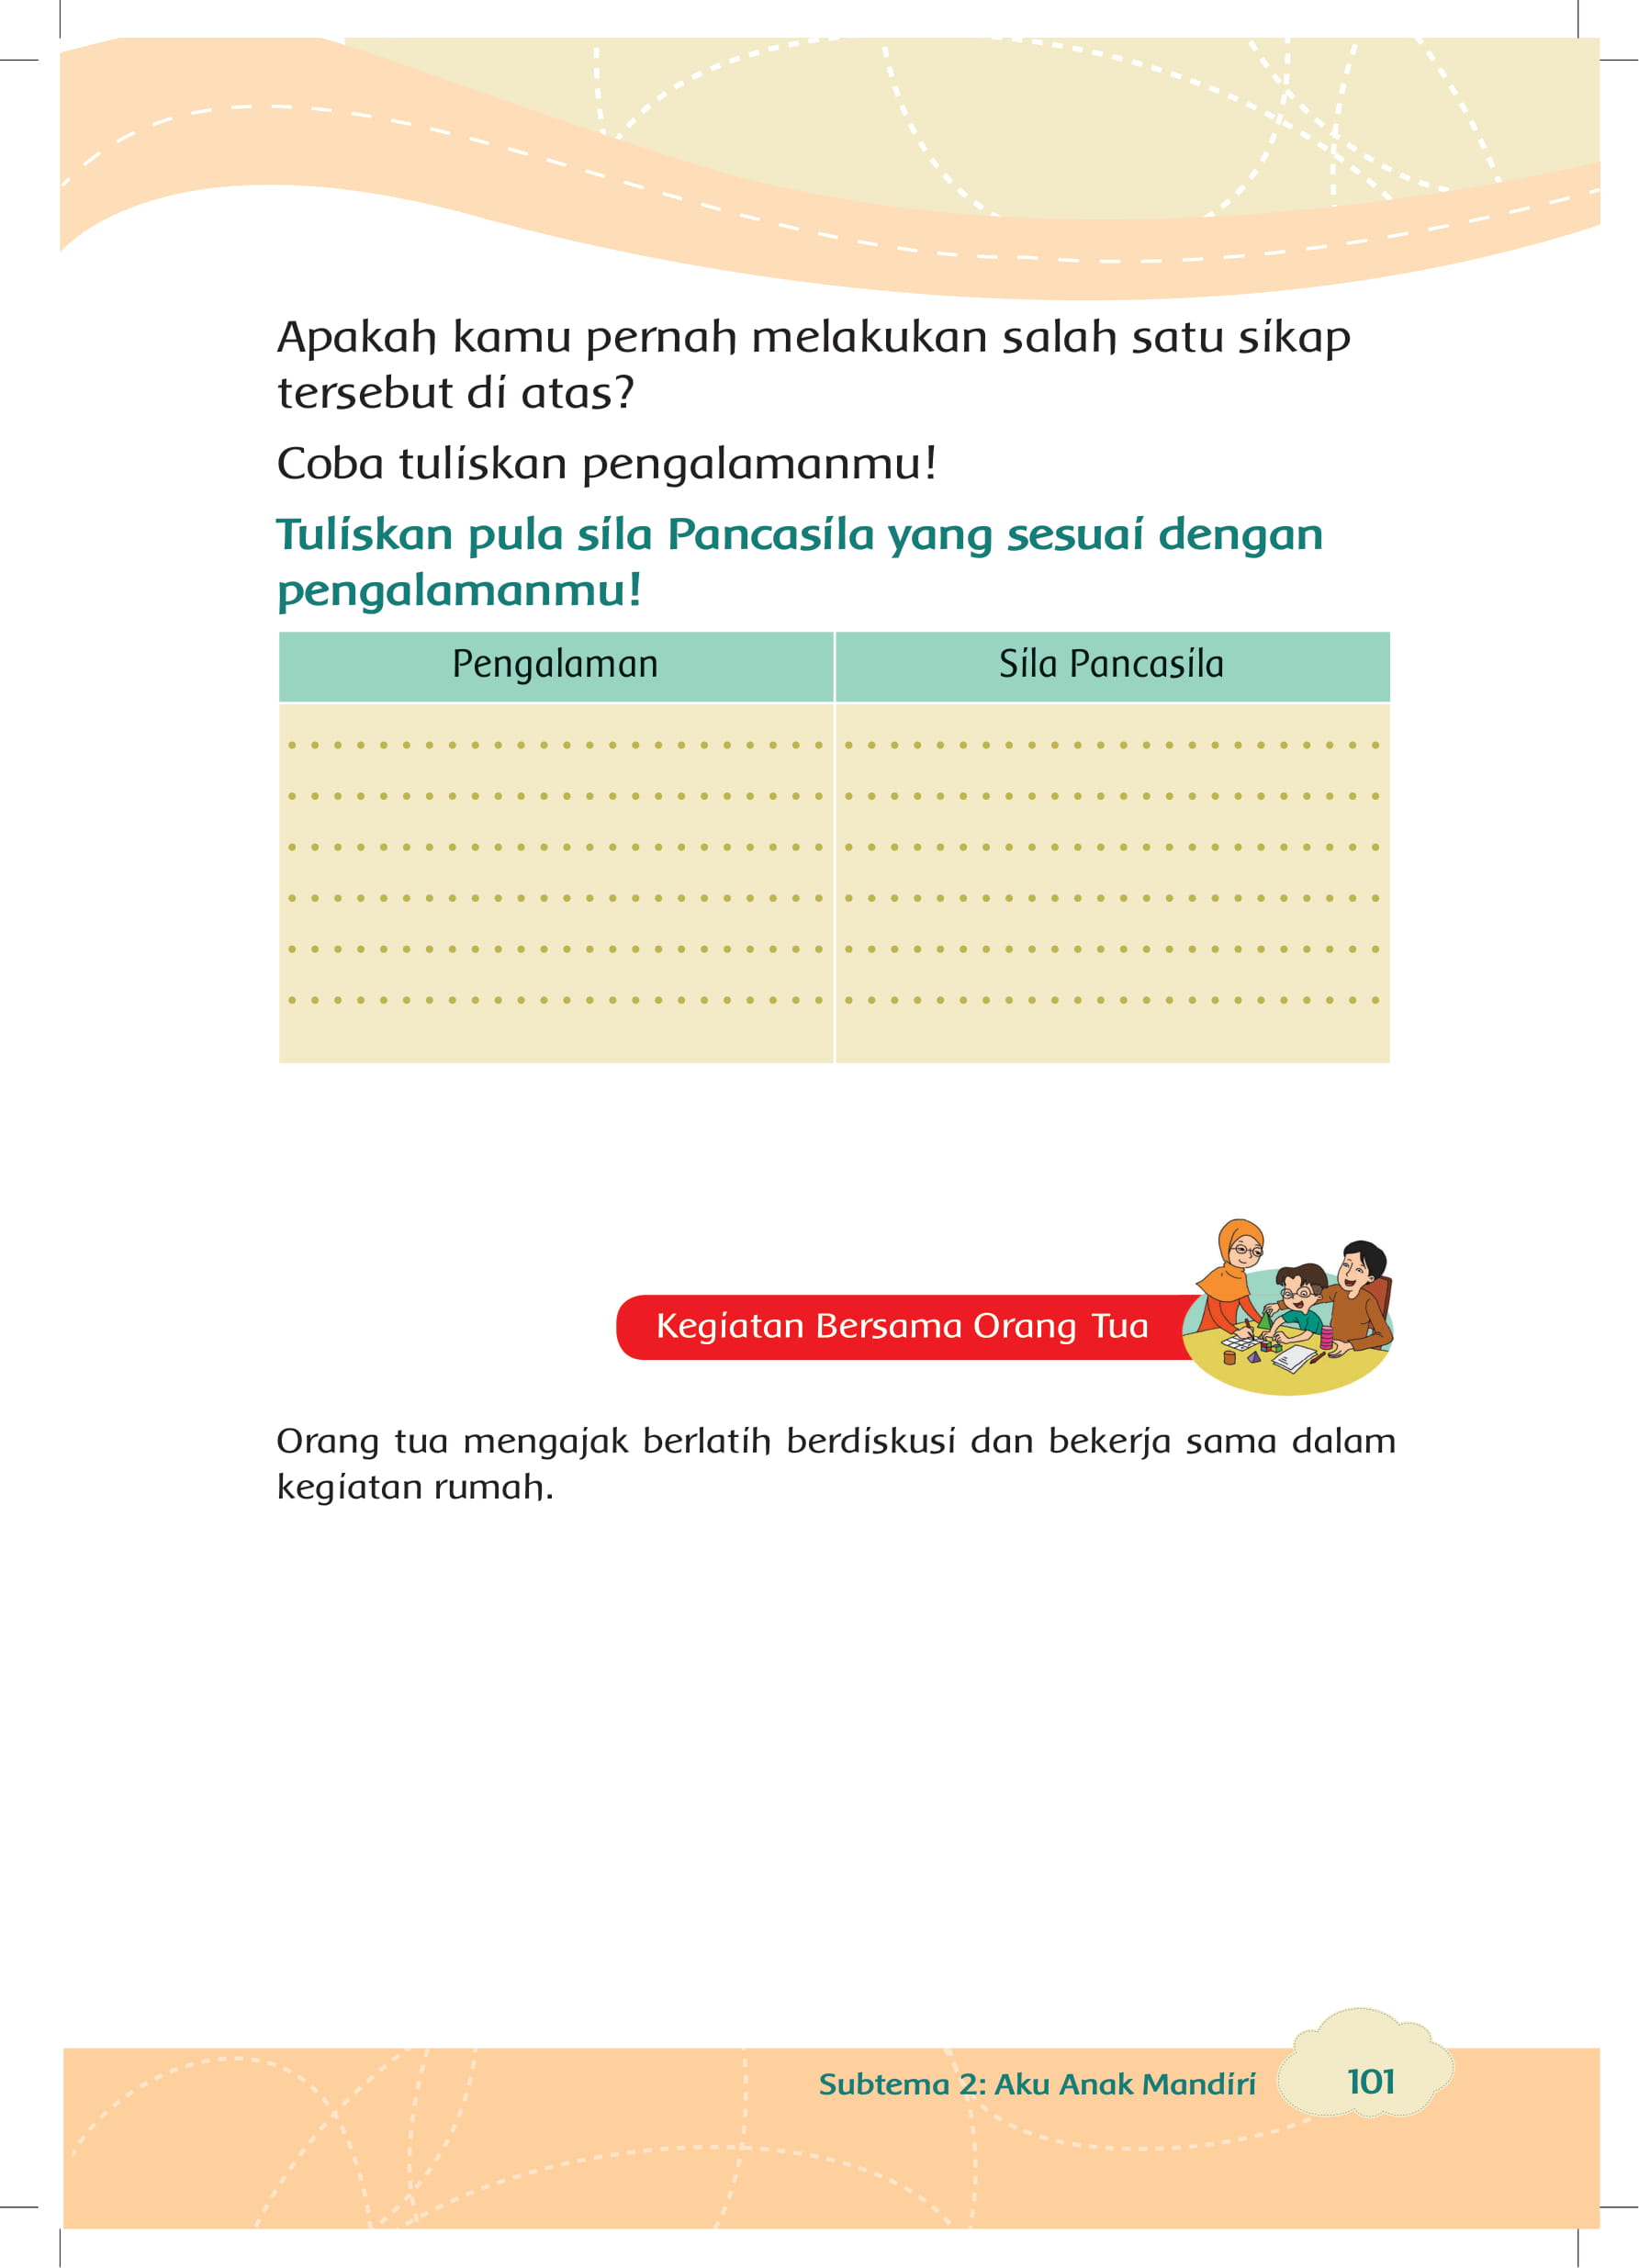 Apakah kamu pernah melakukan salah satu sikap
tersebut di atas?
Coba tuliskan pengalamanmu!
Tuliskan pula sila Pancasila yang sesuai dengan
pengalamanmu!
Pengalaman Sila Pancasila
Kegiatan Bersama Orang Tua
Orang tua mengajak berlatih berdiskusi dan bekerja sama dalam
kegiatan rumah.
Subtema 2: Aku Anak Mandiri 101